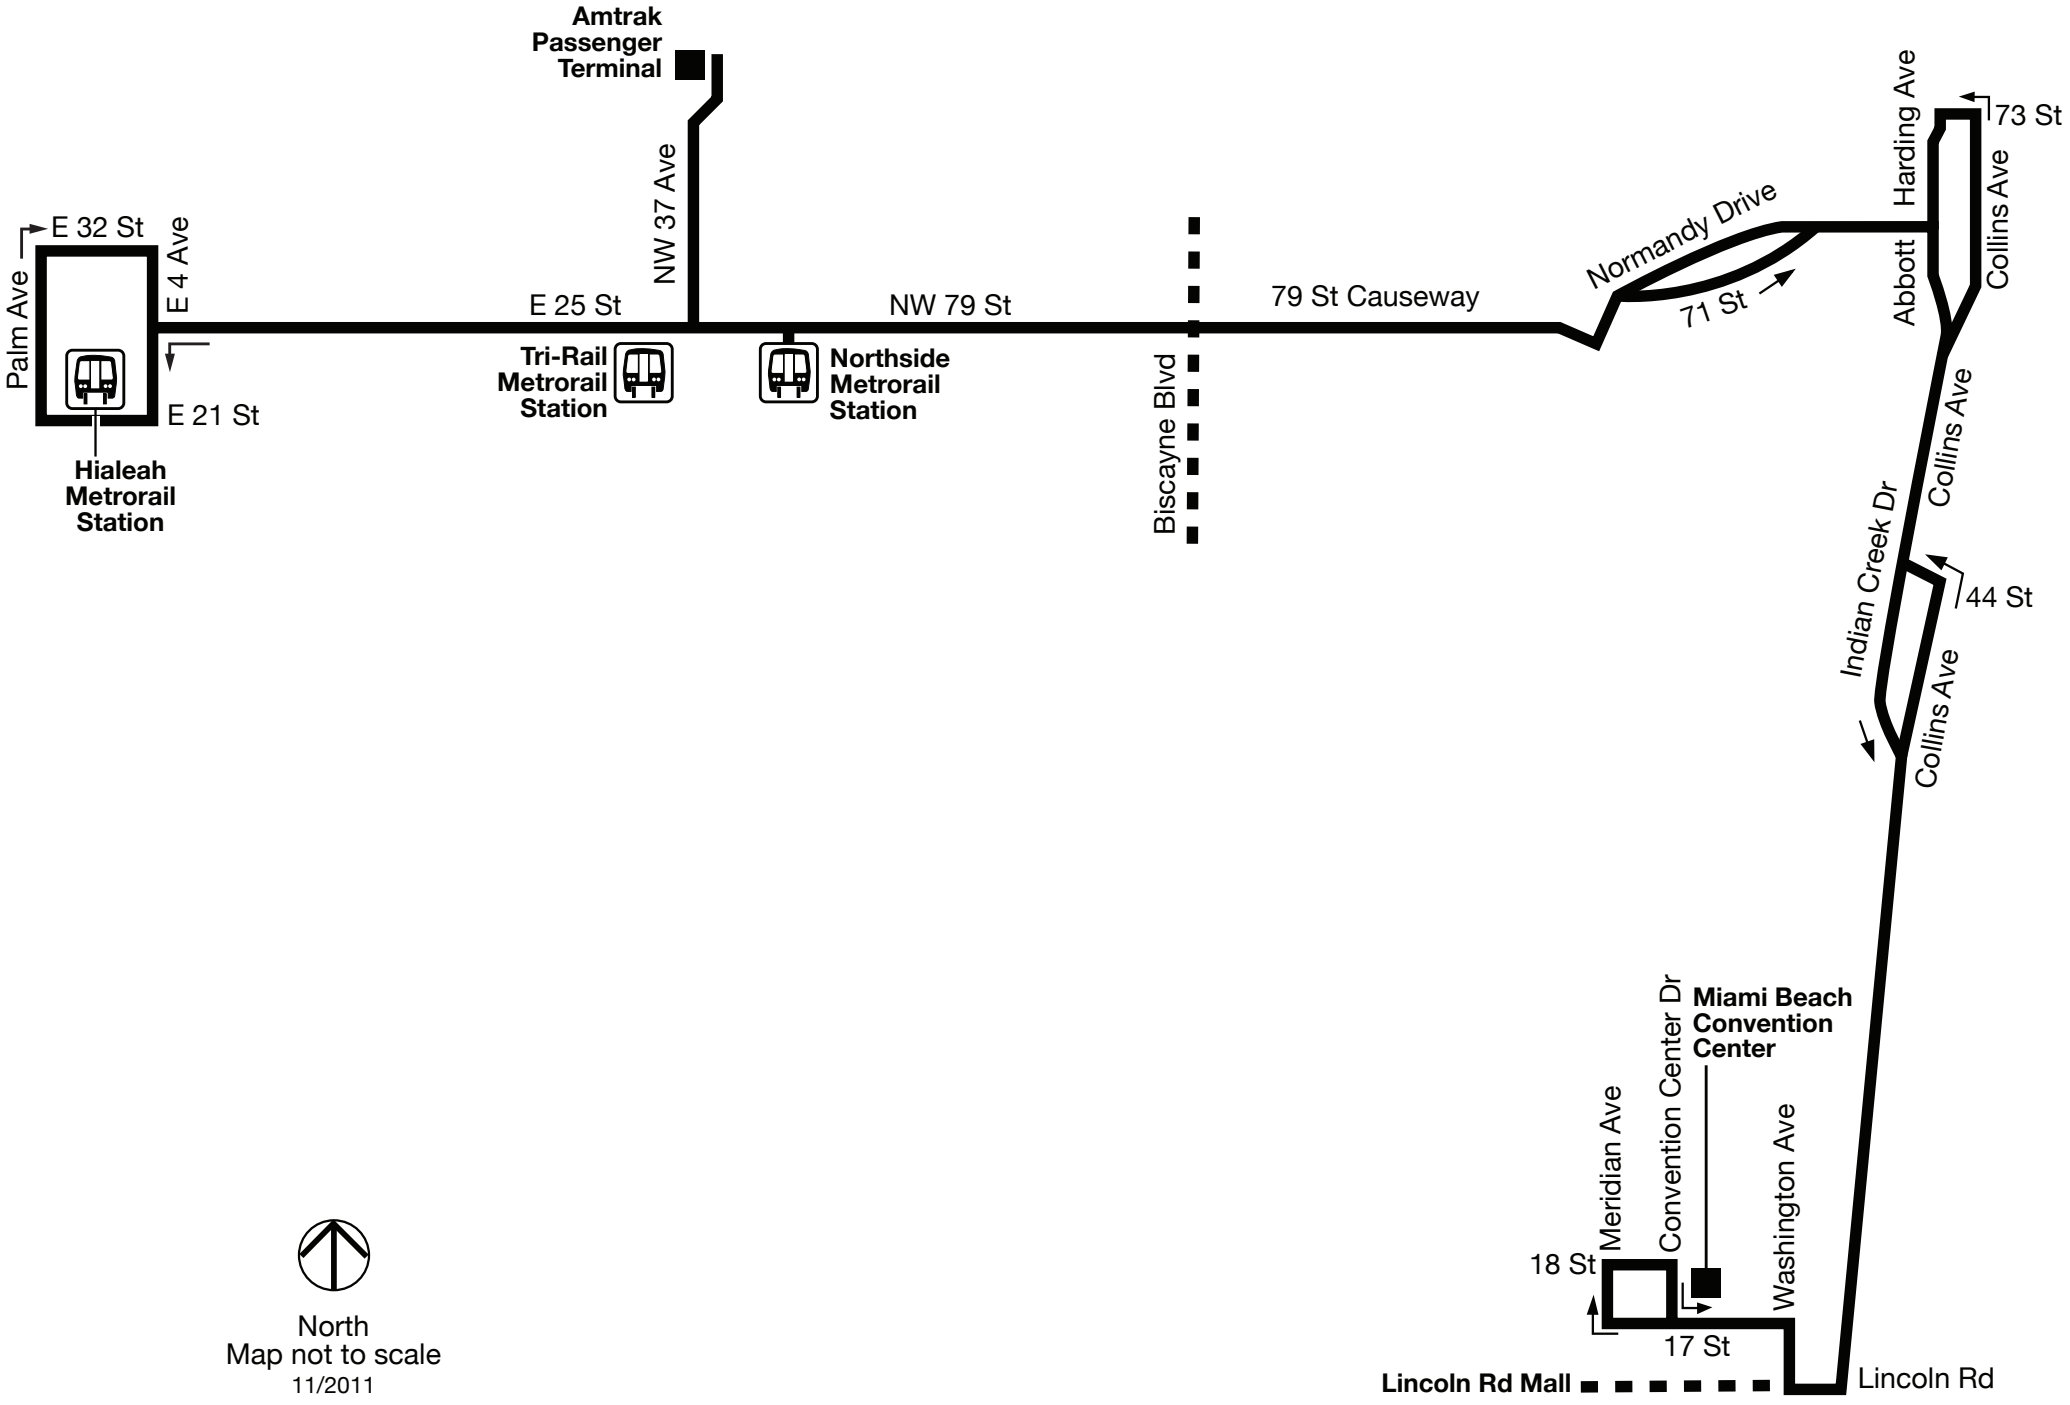 Amtrak
Passenger
Terminal
NW 37 Ave
Harding Ave
73 St
Collins Ave
Abbott
Normandy Drive
71 St
E 32 St
E 4 Ave
Palm Ave
E 25 St
NW 79 St
79 St Causeway
Tri-Rail
Metrorail
Station
Northside
Metrorail
Station
Biscayne Blvd
E 21 St
Hialeah
Metrorail
Station
Collins Ave
Indian Creek Dr
44 St
Collins Ave
Convention Center Dr
Miami Beach
Convention
Center
Meridian Ave
Washington Ave
18 St
17 St
Lincoln Rd Mall
Lincoln Rd
North
Map not to scale
11/2011